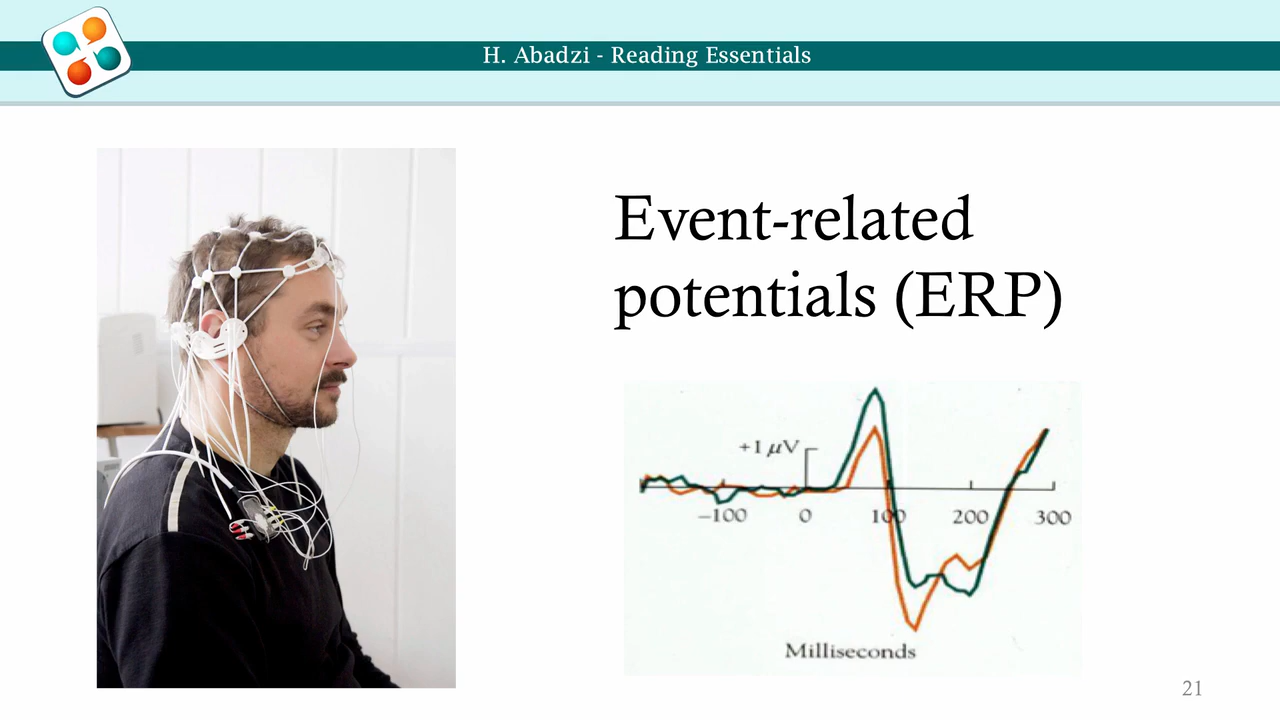 H. Abadzi - Reading Essentials
Event-related
potentials (ERP)
+1 μV
−100 0 100 200 300
Milliseconds
21